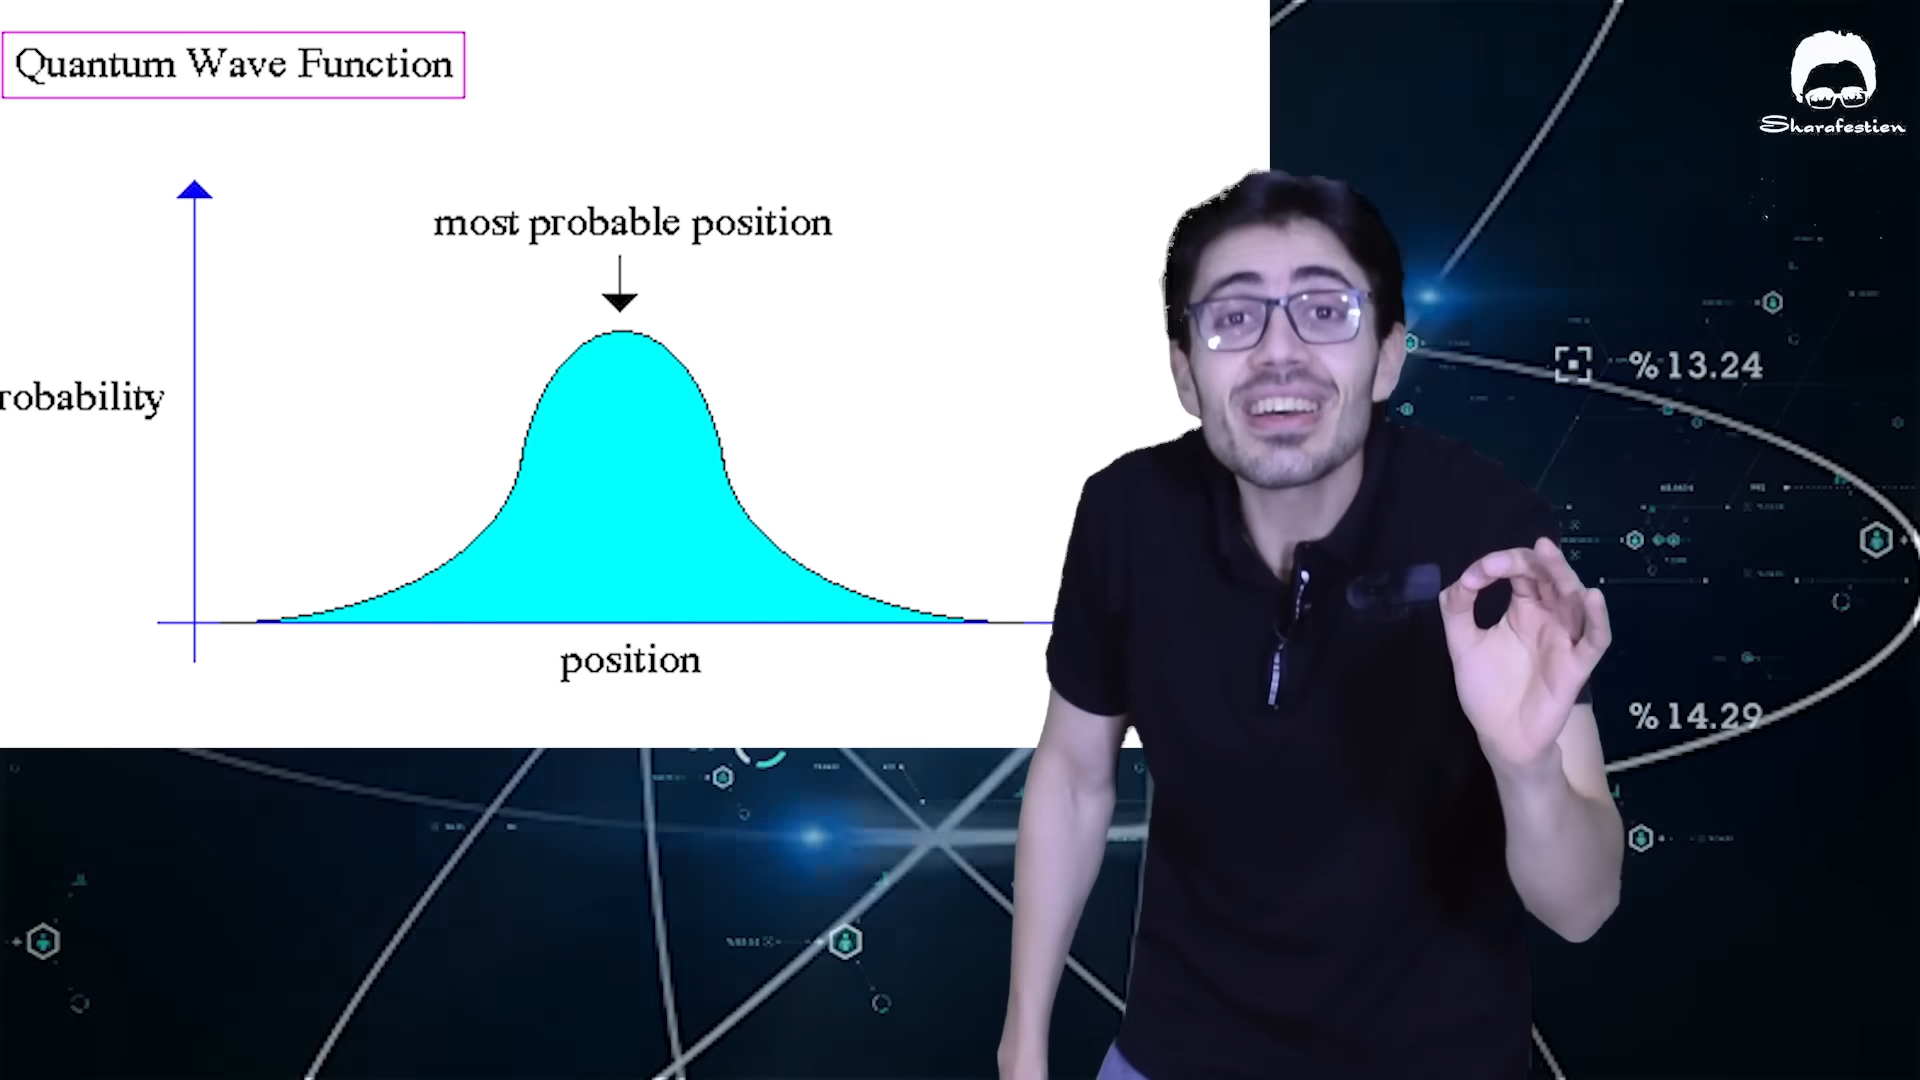 Quantum Wave Function
most probable position
robability
position
Sharafestien
%13.24
%14.29